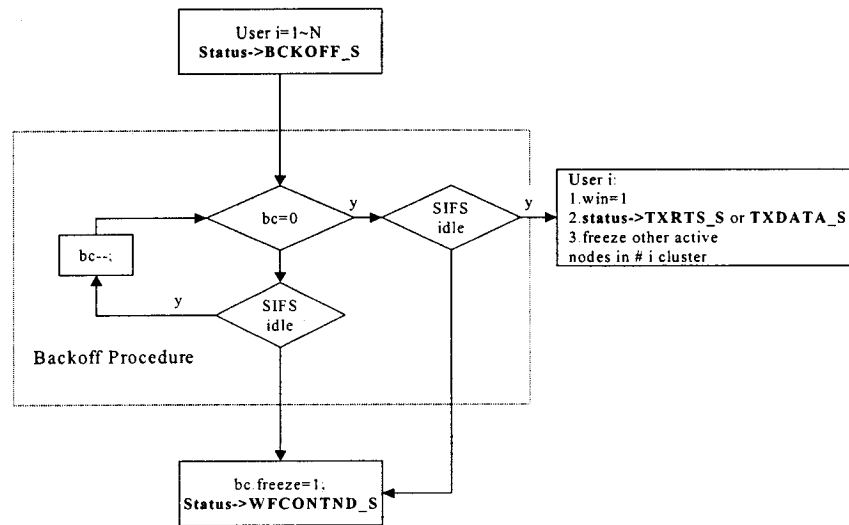 User i=1~N
Status->BCKOFF_S
bc=0
y
SIFS
idle
y
User i:
1.win=1
2.status->TXRTS_S or TXDATA_S
3.freeze other active
nodes in # i cluster
bc--;
y
SIFS
idle
Backoff Procedure
bc.freeze=1;
Status->WFCONTND_S